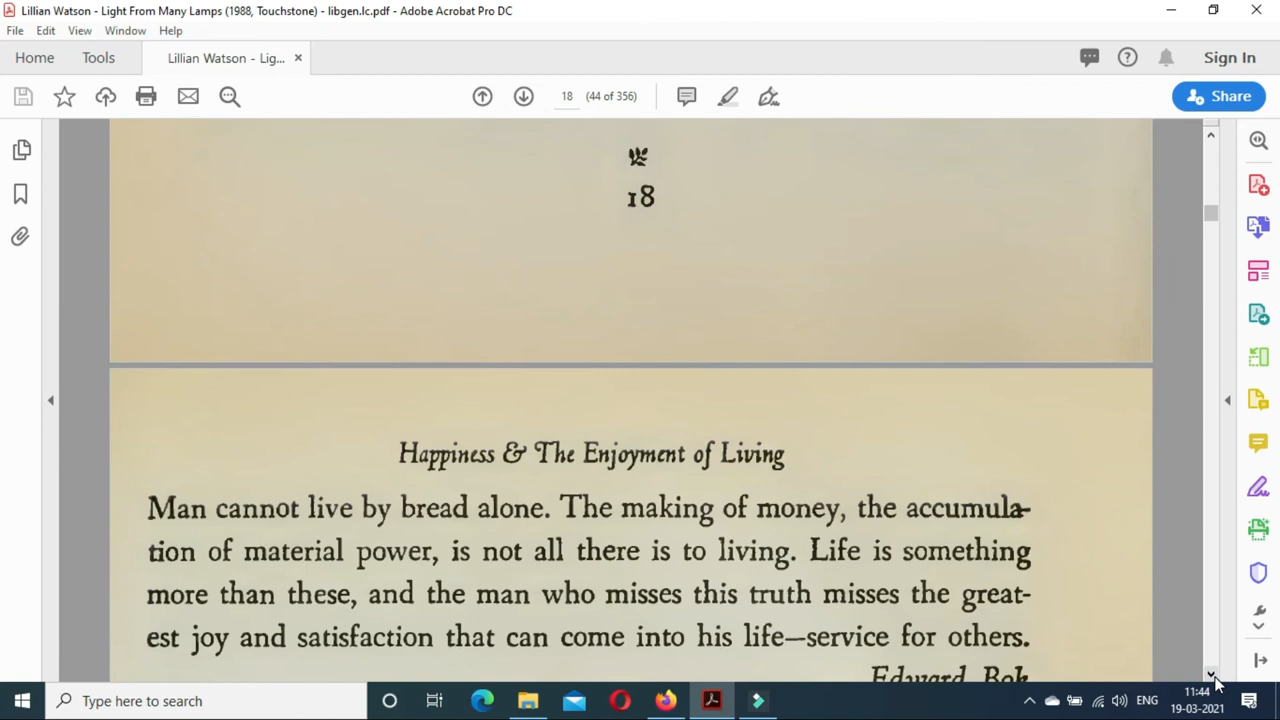 Lillian Watson - Light From Many Lamps (1988, Touchstone) - libgen.lc.pdf - Adobe Acrobat Pro DC
File Edit View Window Help
Home Tools Lillian Watson - Lig... × Sign In
18 (44 of 356) Share
18
Happiness & The Enjoyment of Living
Man cannot live by bread alone. The making of money, the accumula-
tion of material power, is not all there is to living. Life is something
more than these, and the man who misses this truth misses the great-
est joy and satisfaction that can come into his life—service for others.
Edward Bok
Type here to search
ENG
11:44
19-03-2021